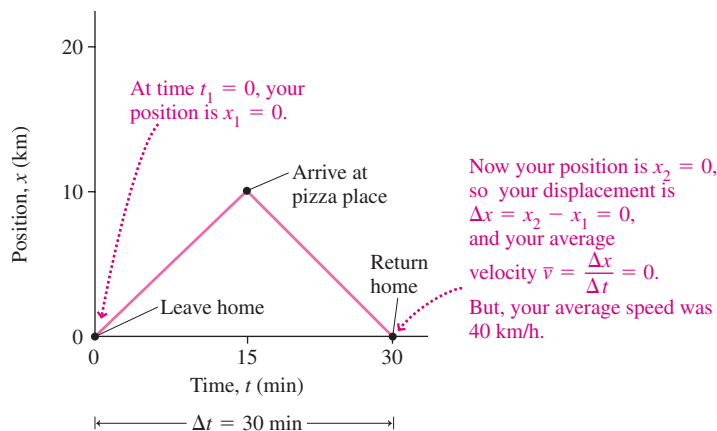 20
At time t₁ = 0, your
position is x₁ = 0.
Position, x (km)
10
Arrive at
pizza place
Now your position is x₂ = 0,
so your displacement is
Δx = x₂ − x₁ = 0,
and your average
velocity v̅ = Δx/Δt = 0.
But, your average speed was
40 km/h.
Return
home
Leave home
0
0
15
30
Time, t (min)
Δt = 30 min